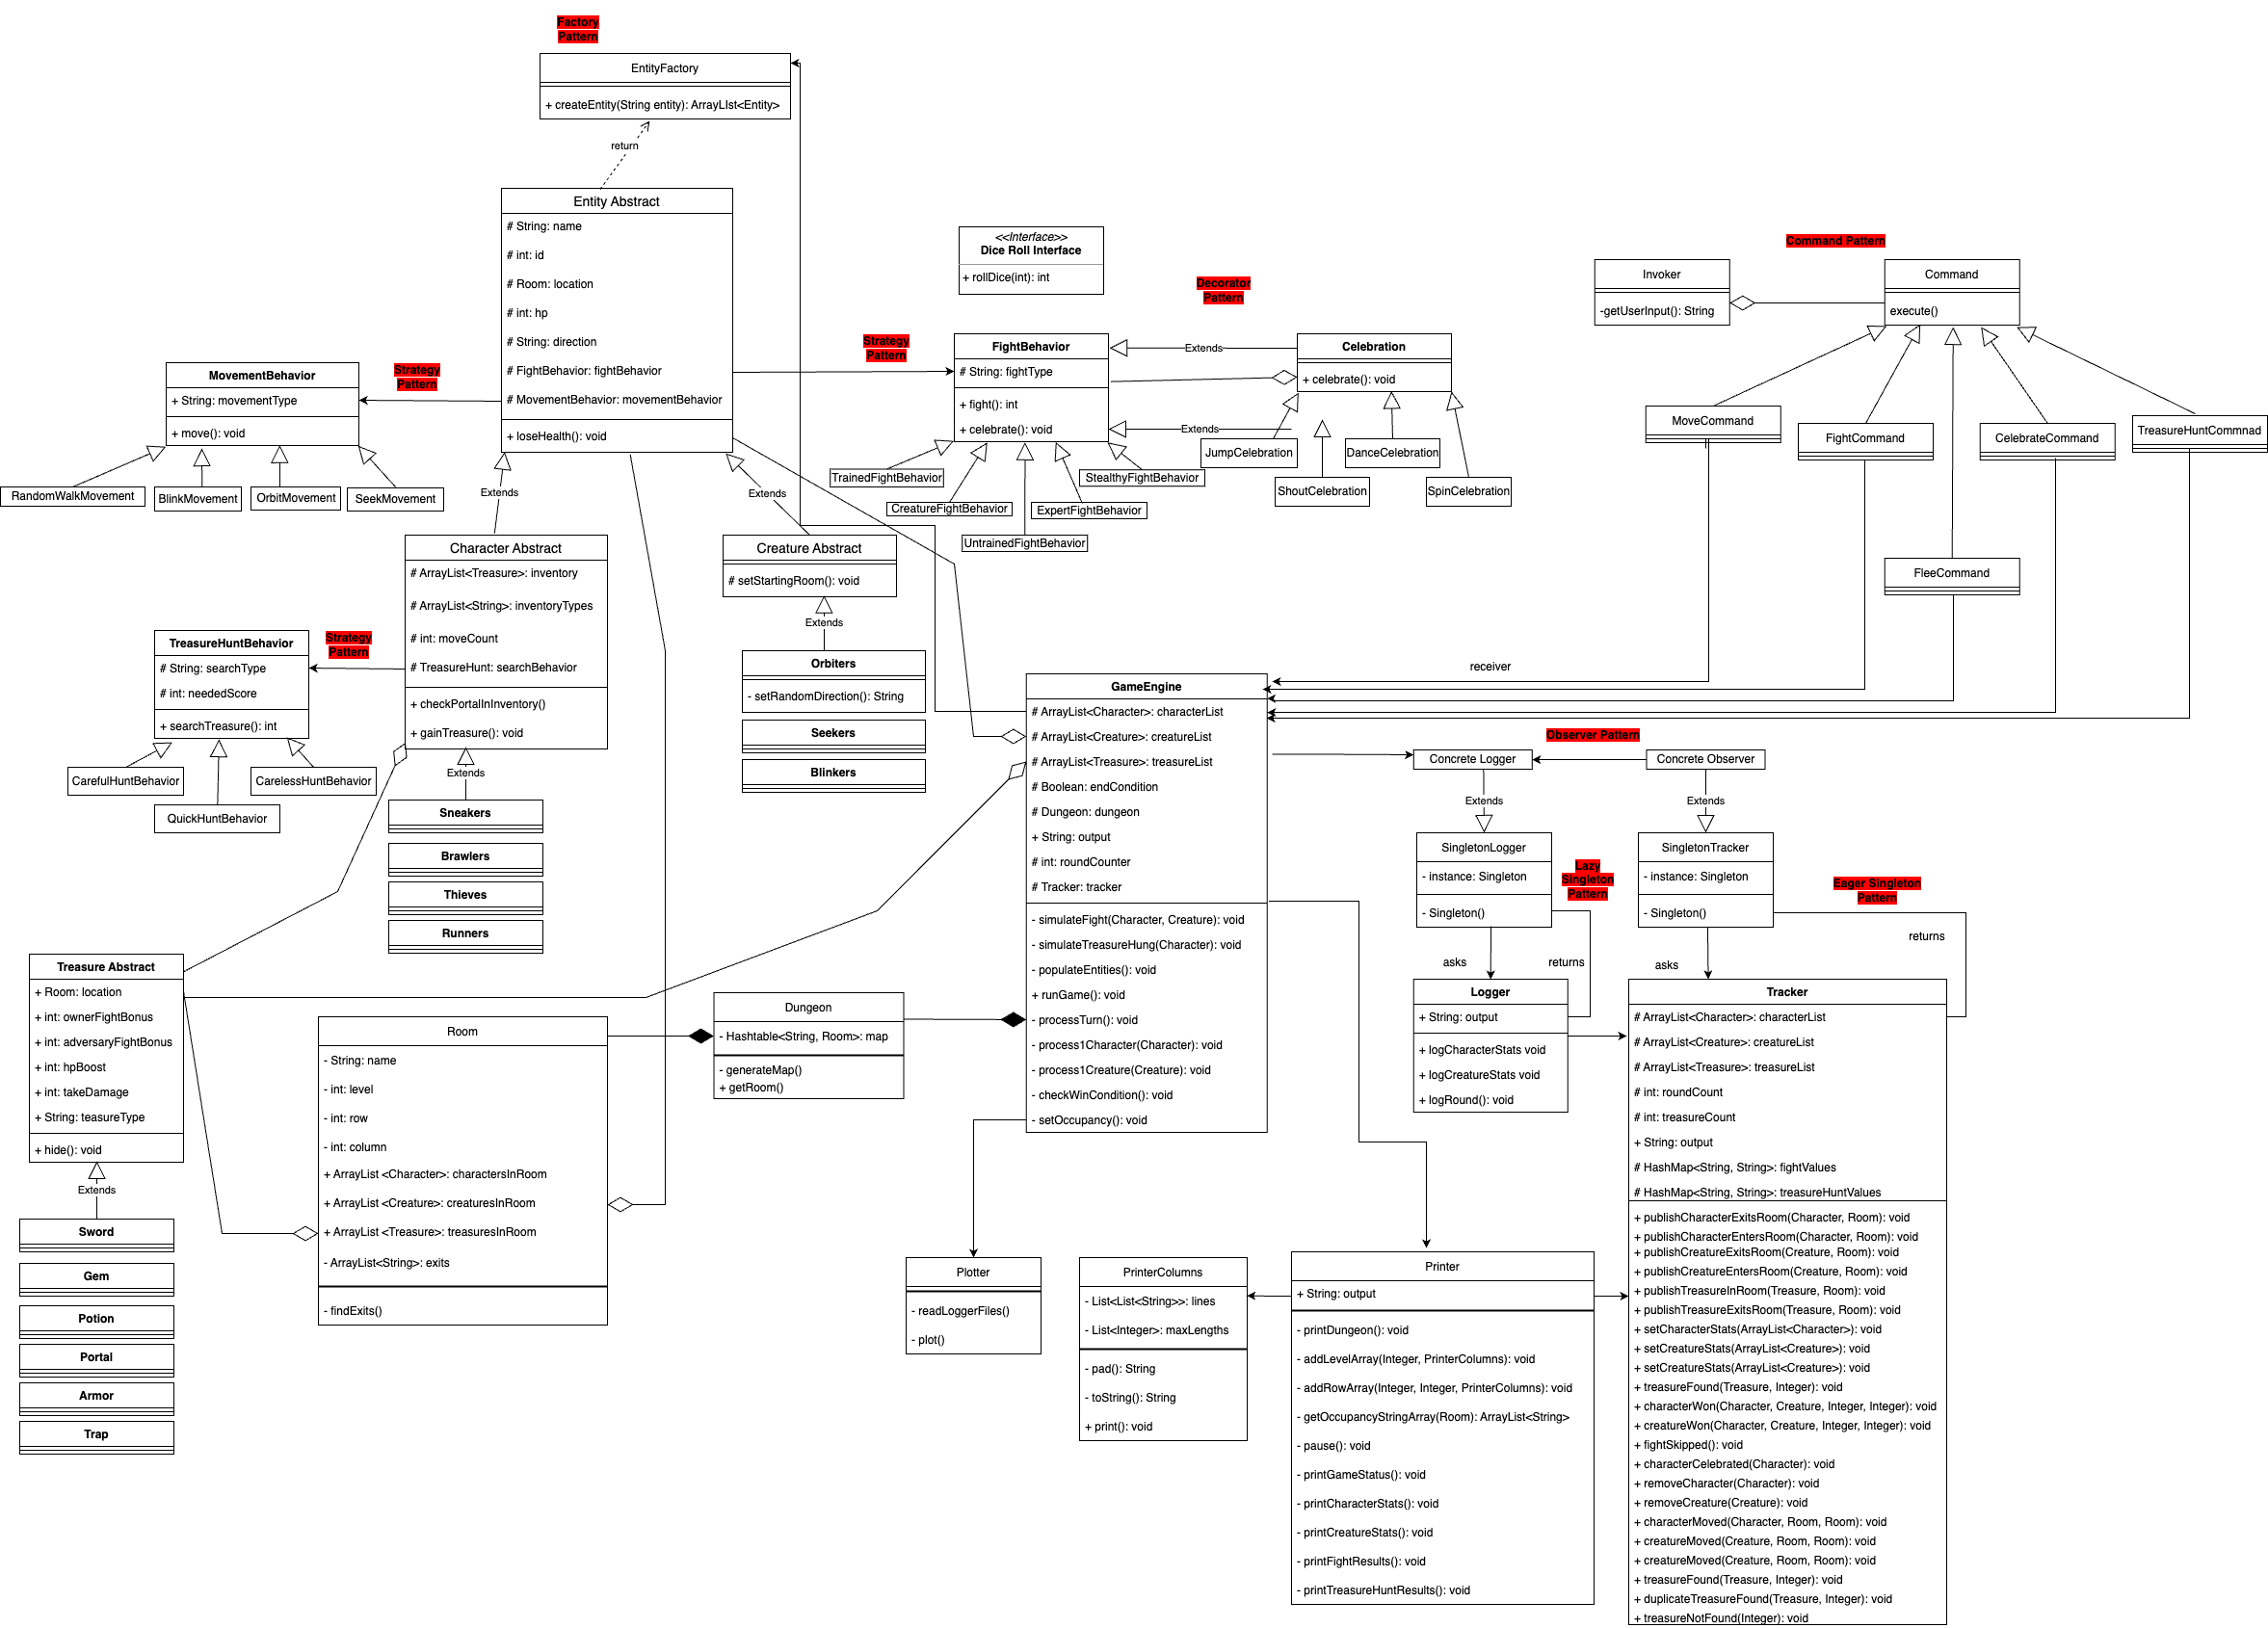 Factory
Pattern
EntityFactory
+ createEntity(String entity): ArrayLIst<Entity>
return
Entity Abstract
# String: name
# int: id
# Room: location
# int: hp
# String: direction
# FightBehavior: fightBehavior
# MovementBehavior: movementBehavior
+ loseHealth(): void
Strategy
Pattern
MovementBehavior
+ String: movementType
+ move(): void
RandomWalkMovement
BlinkMovement
OrbitMovement
SeekMovement
<<Interface>>
Dice Roll Interface
+ rollDice(int): int
Strategy
Pattern
FightBehavior
# String: fightType
+ fight(): int
+ celebrate(): void
TrainedFightBehavior
CreatureFightBehavior
UntrainedFightBehavior
ExpertFightBehavior
StealthyFightBehavior
Decorator
Pattern
Extends
Extends
Celebration
+ celebrate(): void
JumpCelebration
ShoutCelebration
DanceCelebration
SpinCelebration
Command Pattern
Invoker
-getUserInput(): String
Command
execute()
MoveCommand
FightCommand
CelebrateCommand
TreasureHuntCommnad
FleeCommand
receiver
Extends
Extends
Character Abstract
# ArrayList<Treasure>: inventory
# ArrayList<String>: inventoryTypes
# int: moveCount
# TreasureHunt: searchBehavior
+ checkPortalInInventory()
+ gainTreasure(): void
Creature Abstract
# setStartingRoom(): void
Extends
Orbiters
- setRandomDirection(): String
Seekers
Blinkers
Strategy
Pattern
TreasureHuntBehavior
# String: searchType
# int: neededScore
+ searchTreasure(): int
CarefulHuntBehavior
QuickHuntBehavior
CarelessHuntBehavior
Extends
Sneakers
Brawlers
Thieves
Runners
GameEngine
# ArrayList<Character>: characterList
# ArrayList<Creature>: creatureList
# ArrayList<Treasure>: treasureList
# Boolean: endCondition
# Dungeon: dungeon
+ String: output
# int: roundCounter
# Tracker: tracker
- simulateFight(Character, Creature): void
- simulateTreasureHung(Character): void
- populateEntities(): void
+ runGame(): void
- processTurn(): void
- process1Character(Character): void
- process1Creature(Creature): void
- checkWinCondition(): void
- setOccupancy(): void
Observer Pattern
Concrete Logger
Concrete Observer
Extends
Extends
SingletonLogger
- instance: Singleton
- Singleton()
Lazy
Singleton
Pattern
SingletonTracker
- instance: Singleton
- Singleton()
Eager Singleton
Pattern
asks
returns
asks
returns
Logger
+ String: output
+ logCharacterStats void
+ logCreatureStats void
+ logRound(): void
Tracker
# ArrayList<Character>: characterList
# ArrayList<Creature>: creatureList
# ArrayList<Treasure>: treasureList
# int: roundCount
# int: treasureCount
+ String: output
# HashMap<String, String>: fightValues
# HashMap<String, String>: treasureHuntValues
+ publishCharacterExitsRoom(Character, Room): void
+ publishCharacterEntersRoom(Character, Room): void
+ publishCreatureExitsRoom(Creature, Room): void
+ publishCreatureEntersRoom(Creature, Room): void
+ publishTreasureInRoom(Treasure, Room): void
+ publishTreasureExitsRoom(Treasure, Room): void
+ setCharacterStats(ArrayList<Character>): void
+ setCreatureStats(ArrayList<Creature>): void
+ setCreatureStats(ArrayList<Creature>): void
+ treasureFound(Treasure, Integer): void
+ characterWon(Character, Creature, Integer, Integer): void
+ creatureWon(Character, Creature, Integer, Integer): void
+ fightSkipped(): void
+ characterCelebrated(Character): void
+ removeCharacter(Character): void
+ removeCreature(Creature): void
+ characterMoved(Character, Room, Room): void
+ creatureMoved(Creature, Room, Room): void
+ creatureMoved(Creature, Room, Room): void
+ treasureFound(Treasure, Integer): void
+ duplicateTreasureFound(Treasure, Integer): void
+ treasureNotFound(Integer): void
Treasure Abstract
+ Room: location
+ int: ownerFightBonus
+ int: adversaryFightBonus
+ int: hpBoost
+ int: takeDamage
+ String: teasureType
+ hide(): void
Extends
Sword
Gem
Potion
Portal
Armor
Trap
Room
- String: name
- int: level
- int: row
- int: column
+ ArrayList <Character>: charactersInRoom
+ ArrayList <Creature>: creaturesInRoom
+ ArrayList <Treasure>: treasuresInRoom
- ArrayList<String>: exits
- findExits()
Dungeon
- Hashtable<String, Room>: map
- generateMap()
+ getRoom()
Plotter
- readLoggerFiles()
- plot()
PrinterColumns
- List<List<String>>: lines
- List<Integer>: maxLengths
- pad(): String
- toString(): String
+ print(): void
Printer
+ String: output
- printDungeon(): void
- addLevelArray(Integer, PrinterColumns): void
- addRowArray(Integer, Integer, PrinterColumns): void
- getOccupancyStringArray(Room): ArrayList<String>
- pause(): void
- printGameStatus(): void
- printCharacterStats(): void
- printCreatureStats(): void
- printFightResults(): void
- printTreasureHuntResults(): void